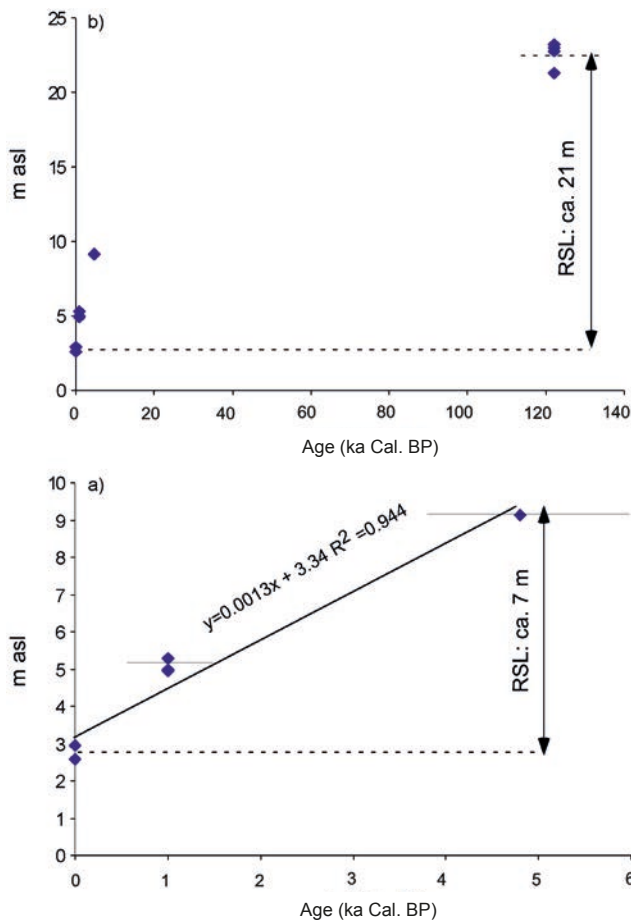 b)
25
20
15
10
5
0
m asl
RSL: ca. 21 m
0 20 40 60 80 100 120 140
Age (ka Cal. BP)
a)
10
9
8
7
6
5
4
3
2
1
0
m asl
y=0.0013x + 3.34 R² =0.944
RSL: ca. 7 m
0 1 2 3 4 5 6
Age (ka Cal. BP)